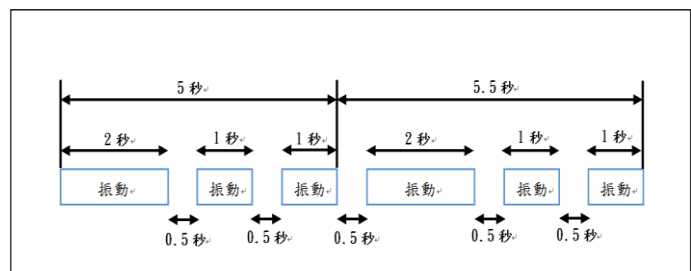 5 秒 5.5 秒
2 秒 1 秒 1 秒 2 秒 1 秒 1 秒
振動 振動 振動 振動 振動 振動
0.5 秒 0.5 秒 0.5 秒 0.5 秒 0.5 秒